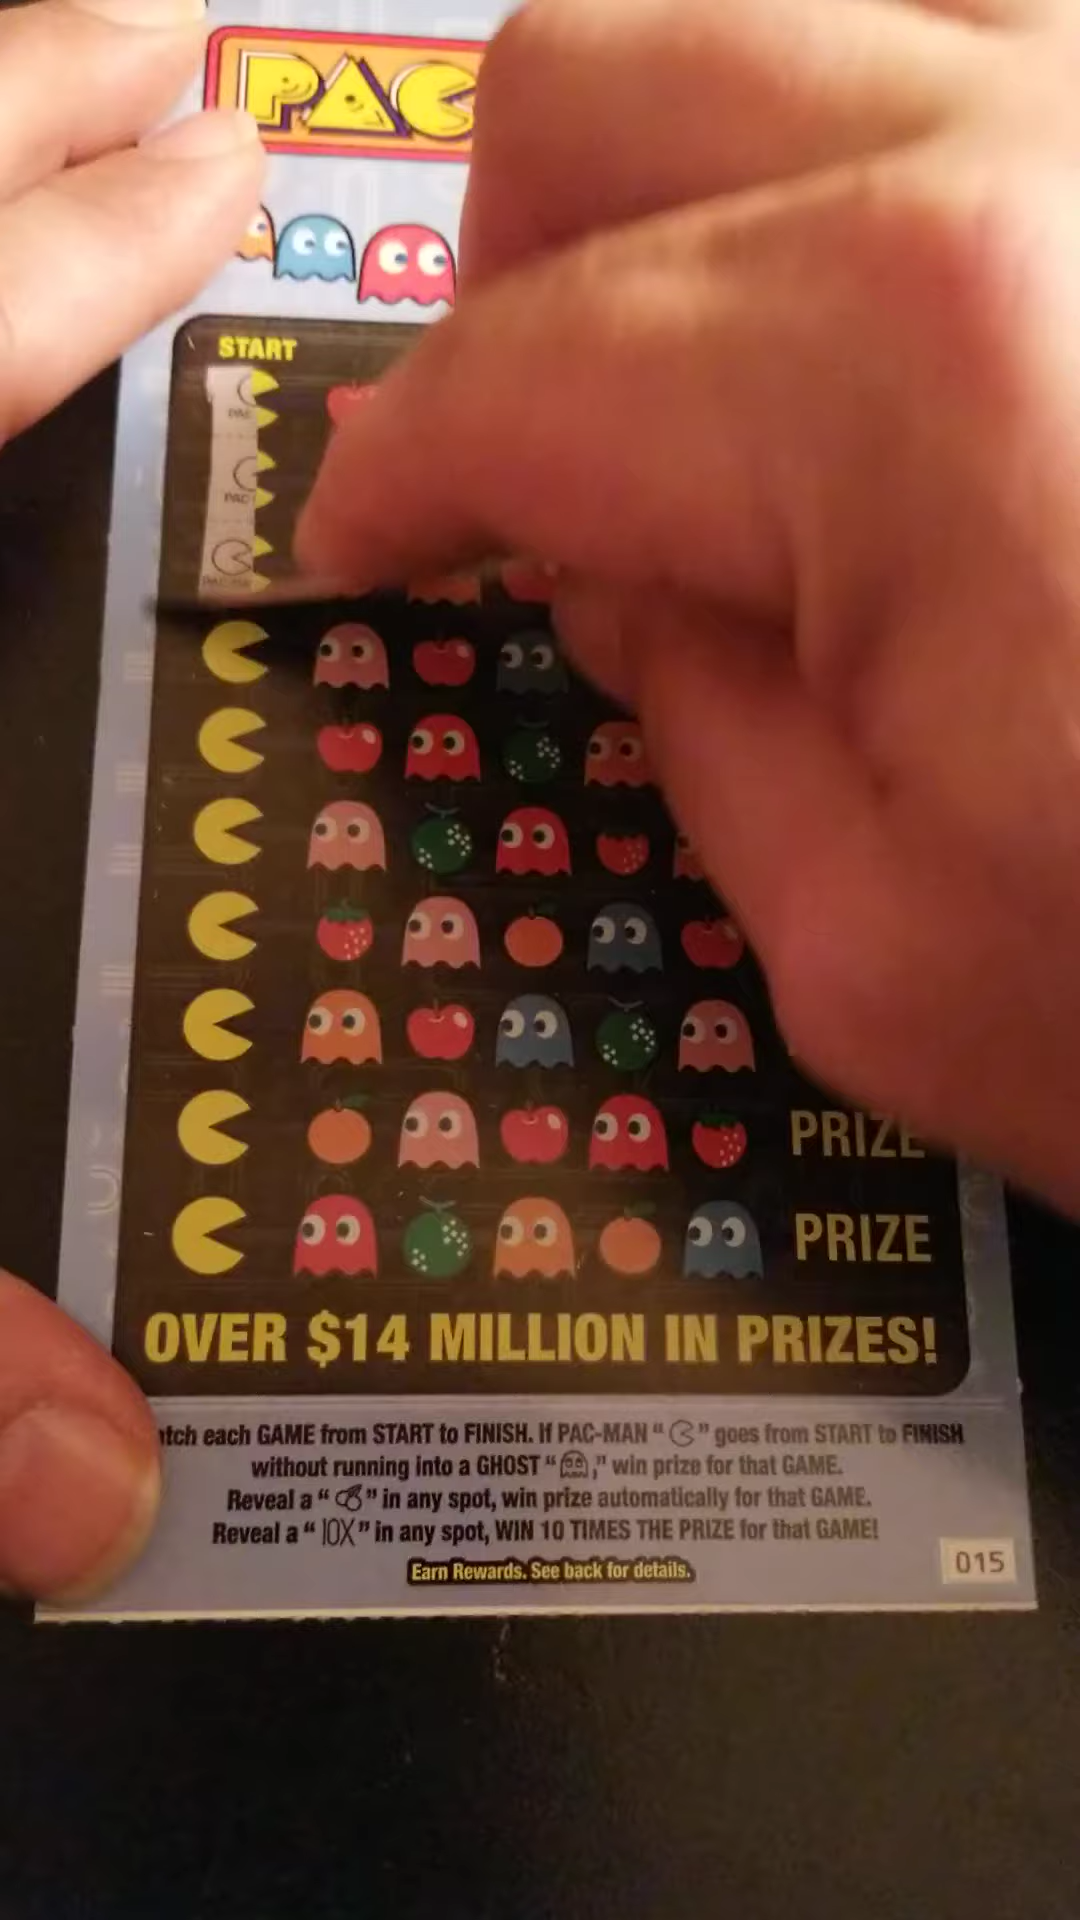 PAC
START
PAC
PAC
PRIZE
PRIZE
OVER $14 MILLION IN PRIZES!
each GAME from START to FINISH. If PAC-MAN " " goes from START to FINISH
without running into a GHOST " ," win prize for that GAME.
Reveal a " " in any spot, win prize automatically for that GAME.
Reveal a "10X" in any spot, WIN 10 TIMES THE PRIZE for that GAME!
Earn Rewards. See back for details.
015